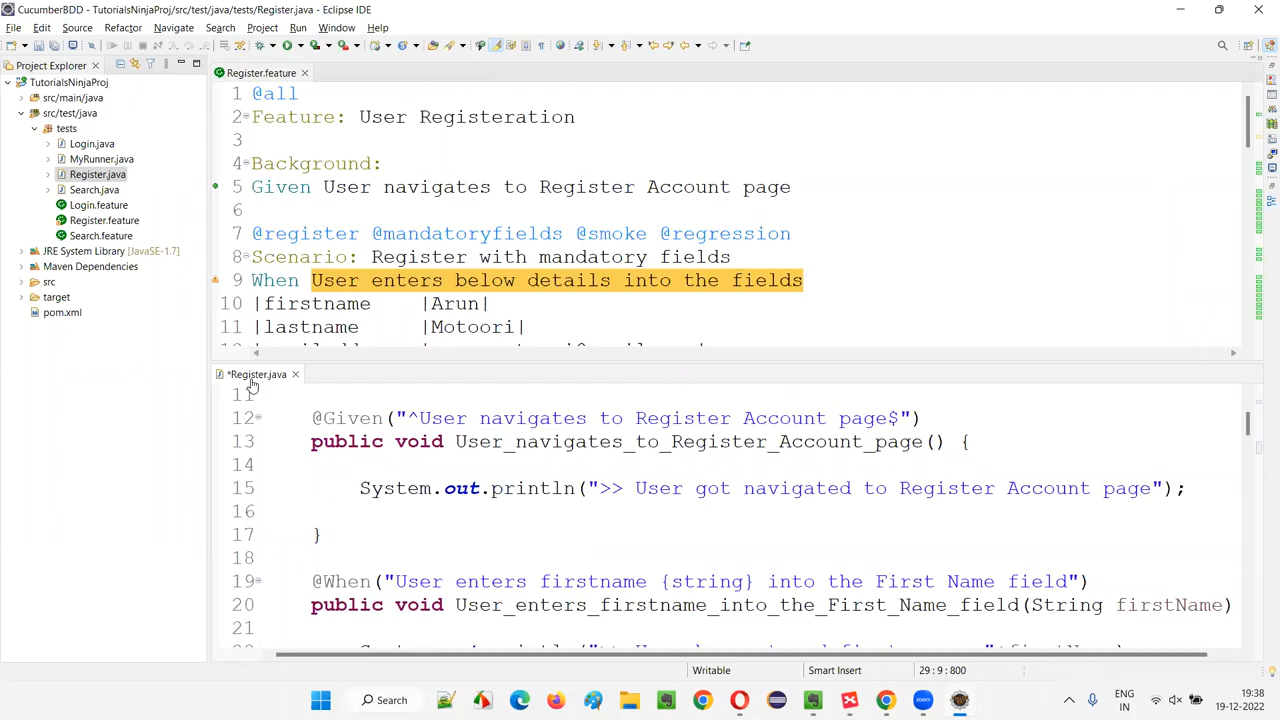 CucumberBDD - TutorialsNinjaProj/src/test/java/tests/Register.java - Eclipse IDE
File Edit Source Refactor Navigate Search Project Run Window Help
Project Explorer
TutorialsNinjaProj
src/main/java
src/test/java
tests
Login.java
MyRunner.java
Register.java
Search.java
Login.feature
Register.feature
Search.feature
JRE System Library [JavaSE-1.7]
Maven Dependencies
src
target
pom.xml
Register.feature
1 @all
2 Feature: User Registeration
3
4 Background:
5 Given User navigates to Register Account page
6
7 @register @mandatoryfields @smoke @regression
8 Scenario: Register with mandatory fields
9 When User enters below details into the fields
10 |firstname |Arun|
11 |lastname |Motoori|
*Register.java
11
12 @Given("^User navigates to Register Account page$")
13 public void User_navigates_to_Register_Account_page() {
14
15 System.out.println(">> User got navigated to Register Account page");
16
17 }
18
19 @When("User enters firstname {string} into the First Name field")
20 public void User_enters_firstname_into_the_First_Name_field(String firstName)
21
Writable Smart Insert 29 : 9 : 800
Search
ENG
IN
19:38
19-12-2022